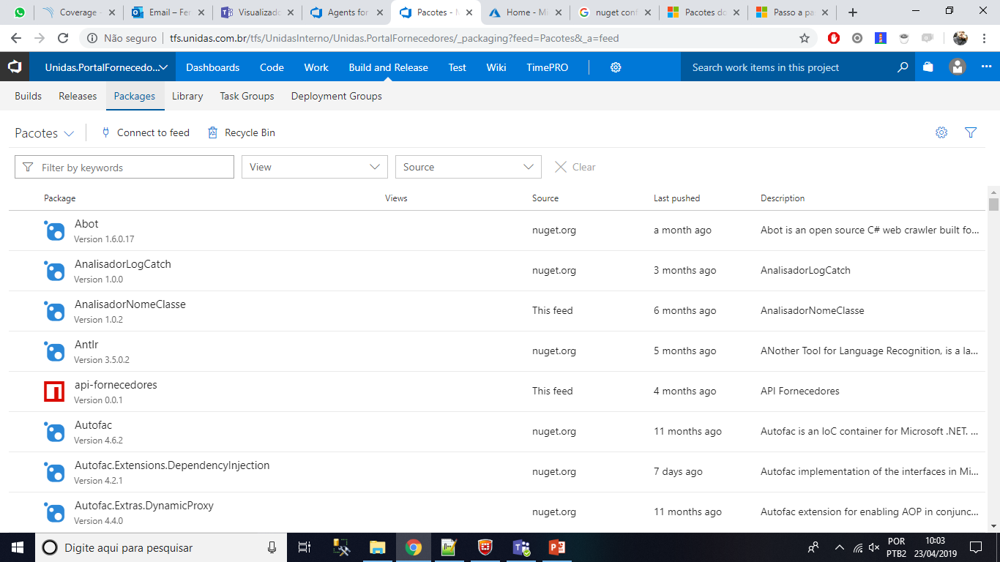 Coverage -
Email – Fer
Visualizado
Agents for
Pacotes - M
Home - Mi
nuget conf
Pacotes do
Passo a pa
Não seguro | tfs.unidas.com.br/tfs/UnidasInterno/Unidas.PortalFornecedores/_packaging?feed=Pacotes&_a=feed
Unidas.PortalFornecedo... Dashboards Code Work Build and Release Test Wiki TimePRO Search work items in this project
Builds Releases Packages Library Task Groups Deployment Groups
Pacotes Connect to feed Recycle Bin
Filter by keywords View Source Clear
Package Views Source Last pushed Description
Abot
Version 1.6.0.17
nuget.org a month ago Abot is an open source C# web crawler built fo...
AnalisadorLogCatch
Version 1.0.0
nuget.org 3 months ago AnalisadorLogCatch
AnalisadorNomeClasse
Version 1.0.2
This feed 6 months ago AnalisadorNomeClasse
Antlr
Version 3.5.0.2
nuget.org 5 months ago ANother Tool for Language Recognition, is a la...
api-fornecedores
Version 0.0.1
This feed 4 months ago API Fornecedores
Autofac
Version 4.6.2
nuget.org 11 months ago Autofac is an IoC container for Microsoft .NET. ...
Autofac.Extensions.DependencyInjection
Version 4.2.1
nuget.org 7 days ago Autofac implementation of the interfaces in Mi...
Autofac.Extras.DynamicProxy
Version 4.4.0
nuget.org 11 months ago Autofac extension for enabling AOP in conjunc...
Digite aqui para pesquisar
POR
PTB2
10:03
23/04/2019